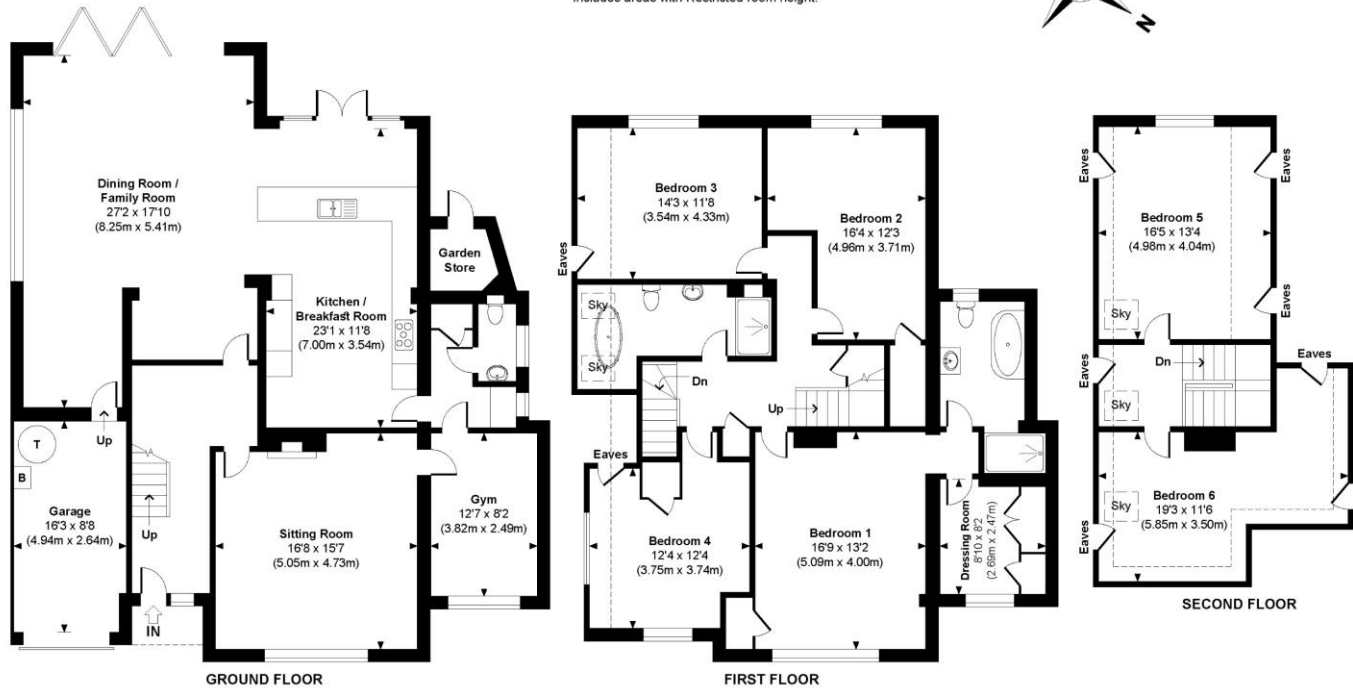 N
Dining Room /
Family Room
27'2 x 17'10
(8.25m x 5.41m)
Kitchen /
Breakfast Room
23'1 x 11'8
(7.00m x 3.54m)
Garden
Store
T
B
Up
Garage
16'3 x 8'8
(4.94m x 2.64m)
Up
IN
Sitting Room
16'8 x 15'7
(5.05m x 4.73m)
Gym
12'7 x 8'2
(3.82m x 2.49m)
GROUND FLOOR
Bedroom 3
14'3 x 11'8
(3.54m x 4.33m)
Bedroom 2
16'4 x 12'3
(4.96m x 3.71m)
Eaves
Sky
Sky
Dn
Up
Eaves
Bedroom 4
12'4 x 12'4
(3.75m x 3.74m)
Bedroom 1
16'9 x 13'2
(5.09m x 4.00m)
Dressing Room
8'10 x 8'2
(2.69m x 2.47m)
FIRST FLOOR
Eaves
Eaves
Bedroom 5
16'5 x 13'4
(4.98m x 4.04m)
Eaves
Sky
Dn
Eaves
Sky
Eaves
Sky
Bedroom 6
19'3 x 11'6
(5.85m x 3.50m)
Eaves
Eaves
SECOND FLOOR